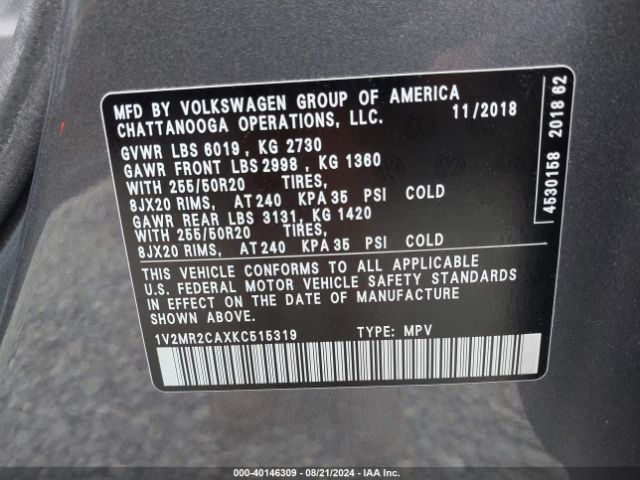 MFD BY VOLKSWAGEN GROUP OF AMERICA
CHATTANOOGA OPERATIONS, LLC. 11/2018
GVWR LBS 6019 , KG 2730
GAWR FRONT LBS 2998 , KG 1360
WITH 255/50R20 TIRES,
8JX20 RIMS, AT 240 KPA 35 PSI COLD
GAWR REAR LBS 3131, KG 1420
WITH 255/50R20 TIRES,
8JX20 RIMS, AT 240 KPA 35 PSI COLD
THIS VEHICLE CONFORMS TO ALL APPLICABLE
U.S. FEDERAL MOTOR VEHICLE SAFETY STANDARDS
IN EFFECT ON THE DATE OF MANUFACTURE
SHOWN ABOVE.
1V2MR2CAXKC515319 TYPE: MPV
4530158 2018 62
000-40146309 - 08/21/2024 - IAA Inc.